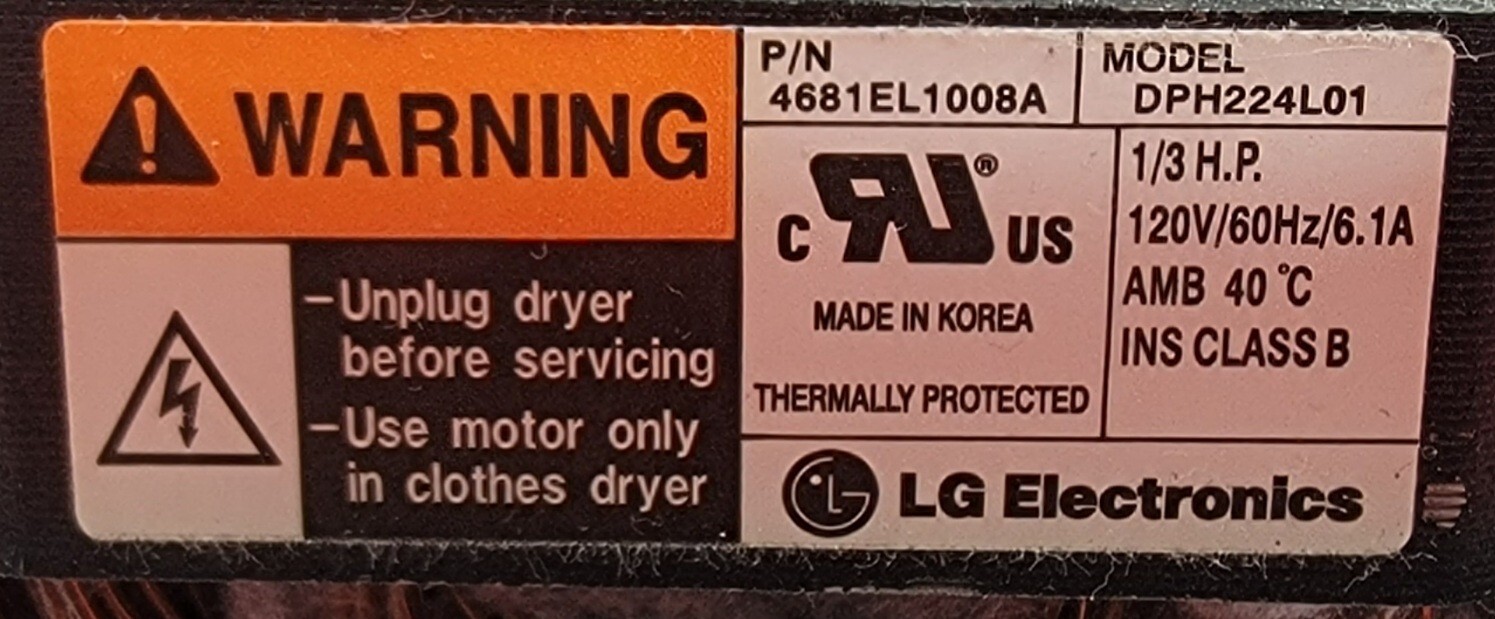 WARNING
–Unplug dryer
before servicing
–Use motor only
in clothes dryer
P/N
4681EL1008A
MODEL
DPH224L01
C RU® US
MADE IN KOREA
THERMALLY PROTECTED
1/3 H.P.
120V/60Hz/6.1A
AMB 40 °C
INS CLASS B
LG Electronics